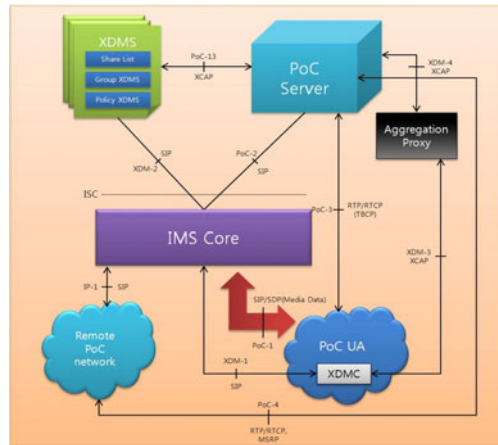 XDMS
Share List
Group XDMS
Policy XDMS
PoC-13
XCAP
PoC
Server
XDM-4
XCAP
Aggregation
Proxy
SIP
XDM-2
PoC-2
SIP
ISC
IMS Core
PoC-3
RTP/RTCP
(TBCP)
XDM-3
XCAP
IP-1
SIP
SIP/SDP(Media Data)
PoC-1
Remote
PoC
network
XDM-1
SIP
PoC UA
XDMC
PoC-4
RTP/RTCP,
MSRP